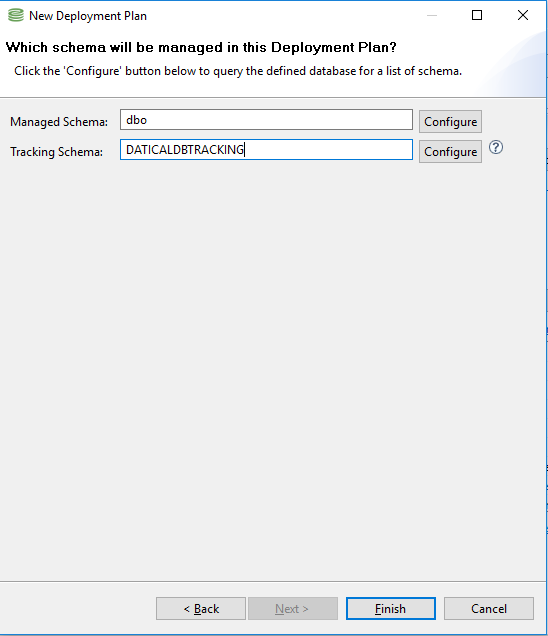 New Deployment Plan
Which schema will be managed in this Deployment Plan?
Click the 'Configure' button below to query the defined database for a list of schema.
Managed Schema: dbo Configure
Tracking Schema: DATICALDBTRACKING Configure ?
< Back Next > Finish Cancel